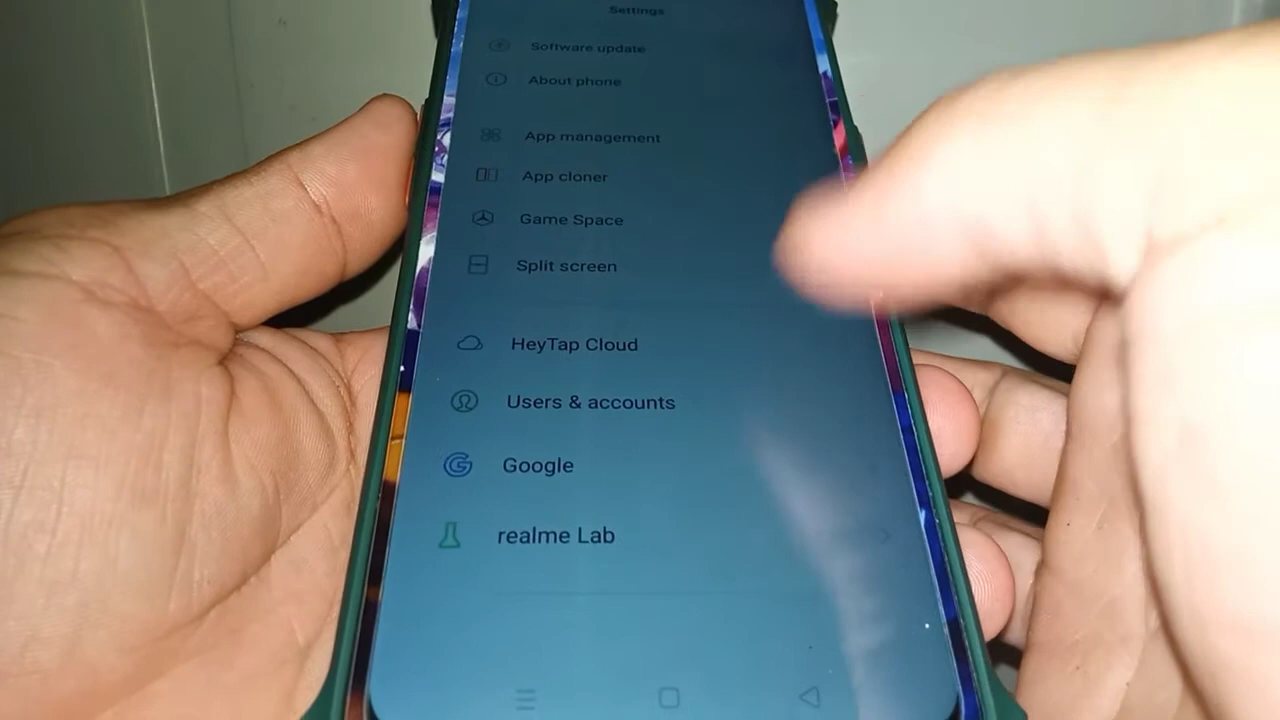 Settings
Software update
About phone
App management
App cloner
Game Space
Split screen
HeyTap Cloud
Users & accounts
Google
realme Lab